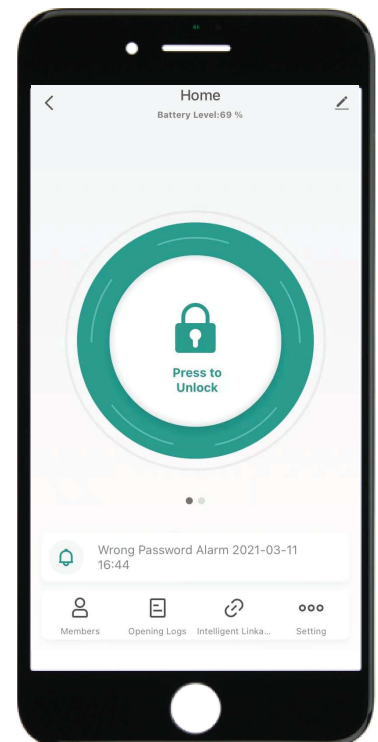 Home
Battery Level:69 %
Press to
Unlock
Wrong Password Alarm 2021-03-11
16:44
Members
Opening Logs
Intelligent Linka...
Setting